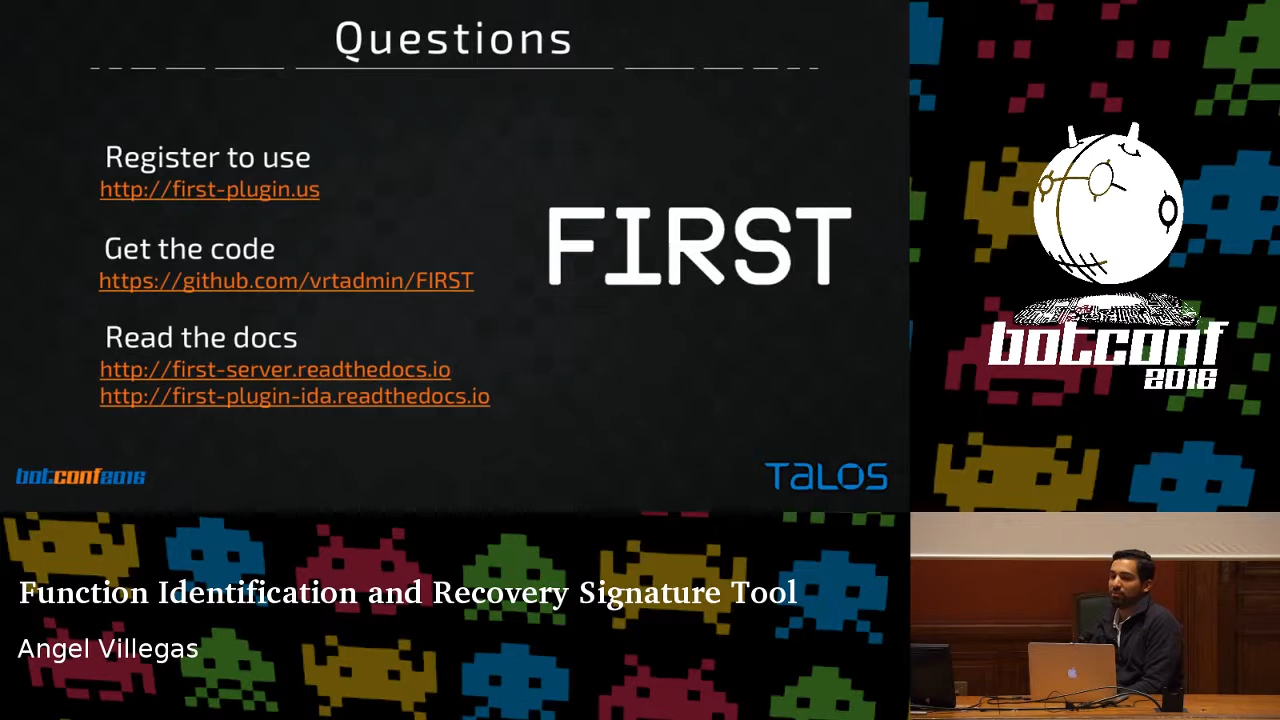 Questions
Register to use
http://first-plugin.us
Get the code
https://github.com/vrtadmin/FIRST
Read the docs
http://first-server.readthedocs.io
http://first-plugin-ida.readthedocs.io
FIRST
botconf2016
TALOS
botconf
2016
Function Identification and Recovery Signature Tool
Angel Villegas